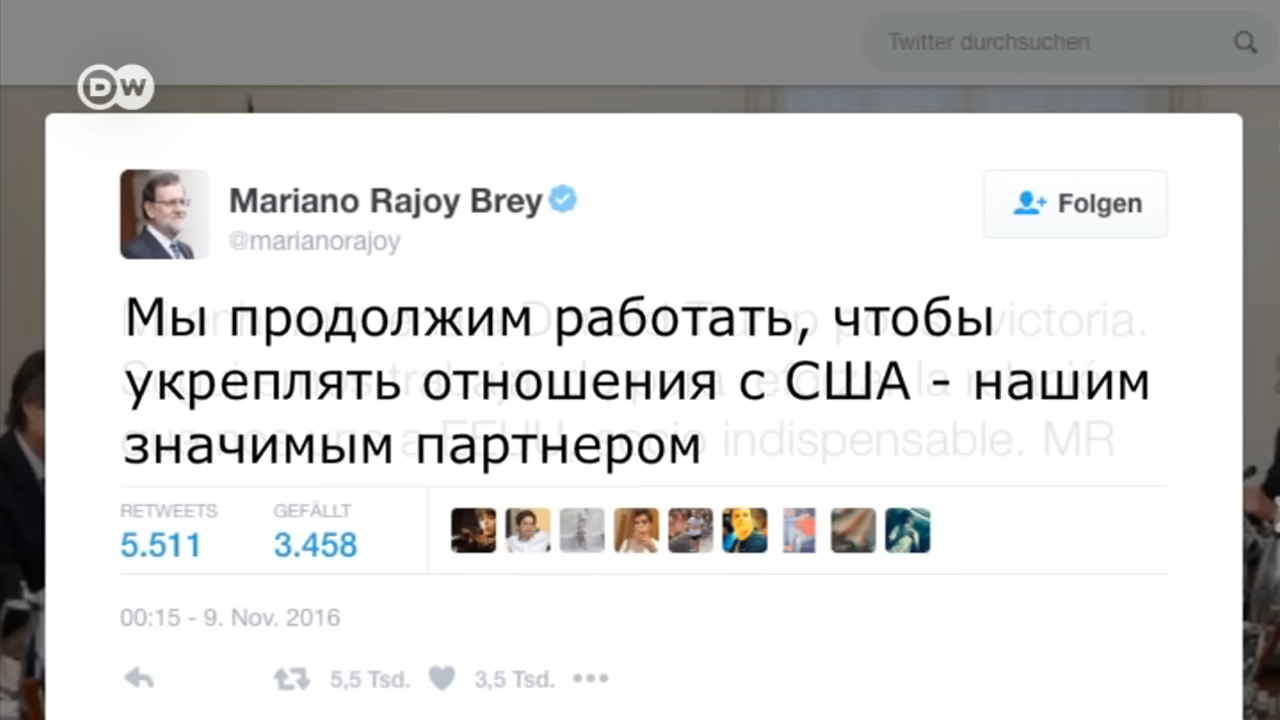 Twitter durchsuchen
DW
Mariano Rajoy Brey
@marianorajoy
Folgen
Мы продолжим работать, чтобы
victoria.
укреплять отношения с США - нашим
значимым партнером
indispensable. MR
RETWEETS
GEFÄLLT
5.511
3.458
00:15 - 9. Nov. 2016
5,5 Tsd.
3,5 Tsd.